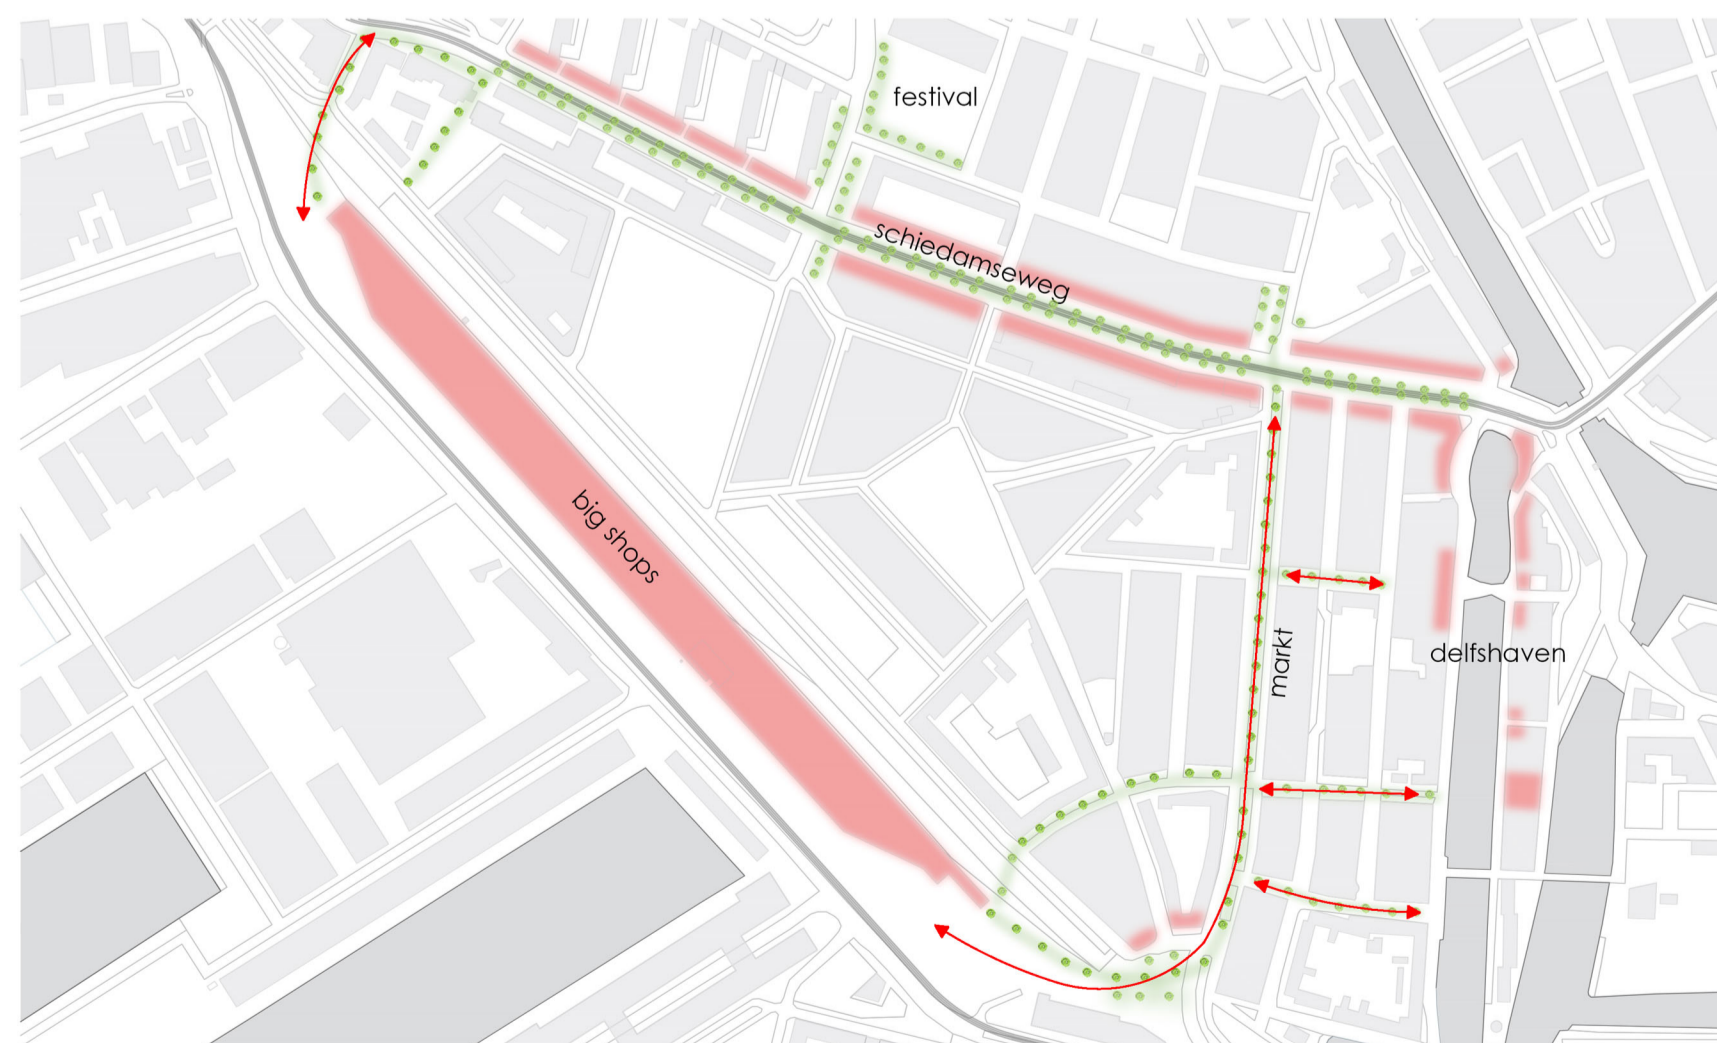 festival
schiedamseweg
big shops
markt
delfshaven